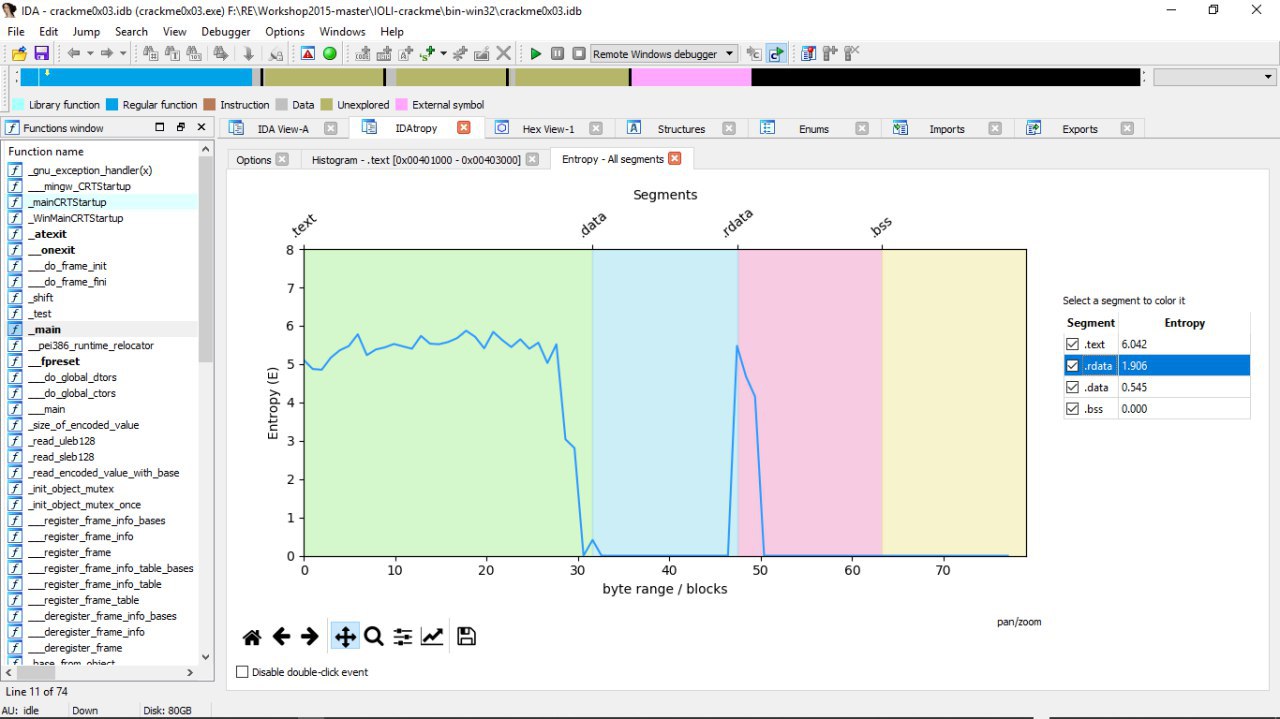 IDA - crackme0x03.idb (crackme0x03.exe) F:\RE\Workshop2015-master\IOLI-crackme\bin-win32\crackme0x03.idb
File Edit Jump Search View Debugger Options Windows Help
Remote Windows debugger
Library function Regular function Instruction Data Unexplored External symbol
Functions window
IDA View-A IDAtropy Hex View-1 Structures Enums Imports Exports
Function name
_gnu_exception_handler(x)
___mingw_CRTStartup
_mainCRTStartup
_WinMainCRTStartup
_atexit
__onexit
___do_frame_init
___do_frame_fini
_shift
_test
_main
__pei386_runtime_relocator
__fpreset
___do_global_dtors
___do_global_ctors
___main
_size_of_encoded_value
_read_uleb128
_read_sleb128
_read_encoded_value_with_base
_init_object_mutex
_init_object_mutex_once
___register_frame_info_bases
___register_frame_info
___register_frame
___register_frame_info_table_bases
___register_frame_info_table
___register_frame_table
___deregister_frame_info_bases
___deregister_frame_info
___deregister_frame
_base_from_object
Line 11 of 74
AU: idle Down Disk: 80GB
Options Histogram - .text [0x00401000 - 0x00403000] Entropy - All segments
Segments
.text .data .rdata .bss
8
7
6
5
4
3
2
1
0
Entropy (E)
0 10 20 30 40 50 60 70
byte range / blocks
Select a segment to color it
Segment Entropy
.text 6.042
.rdata 1.906
.data 0.545
.bss 0.000
pan/zoom
Disable double-click event